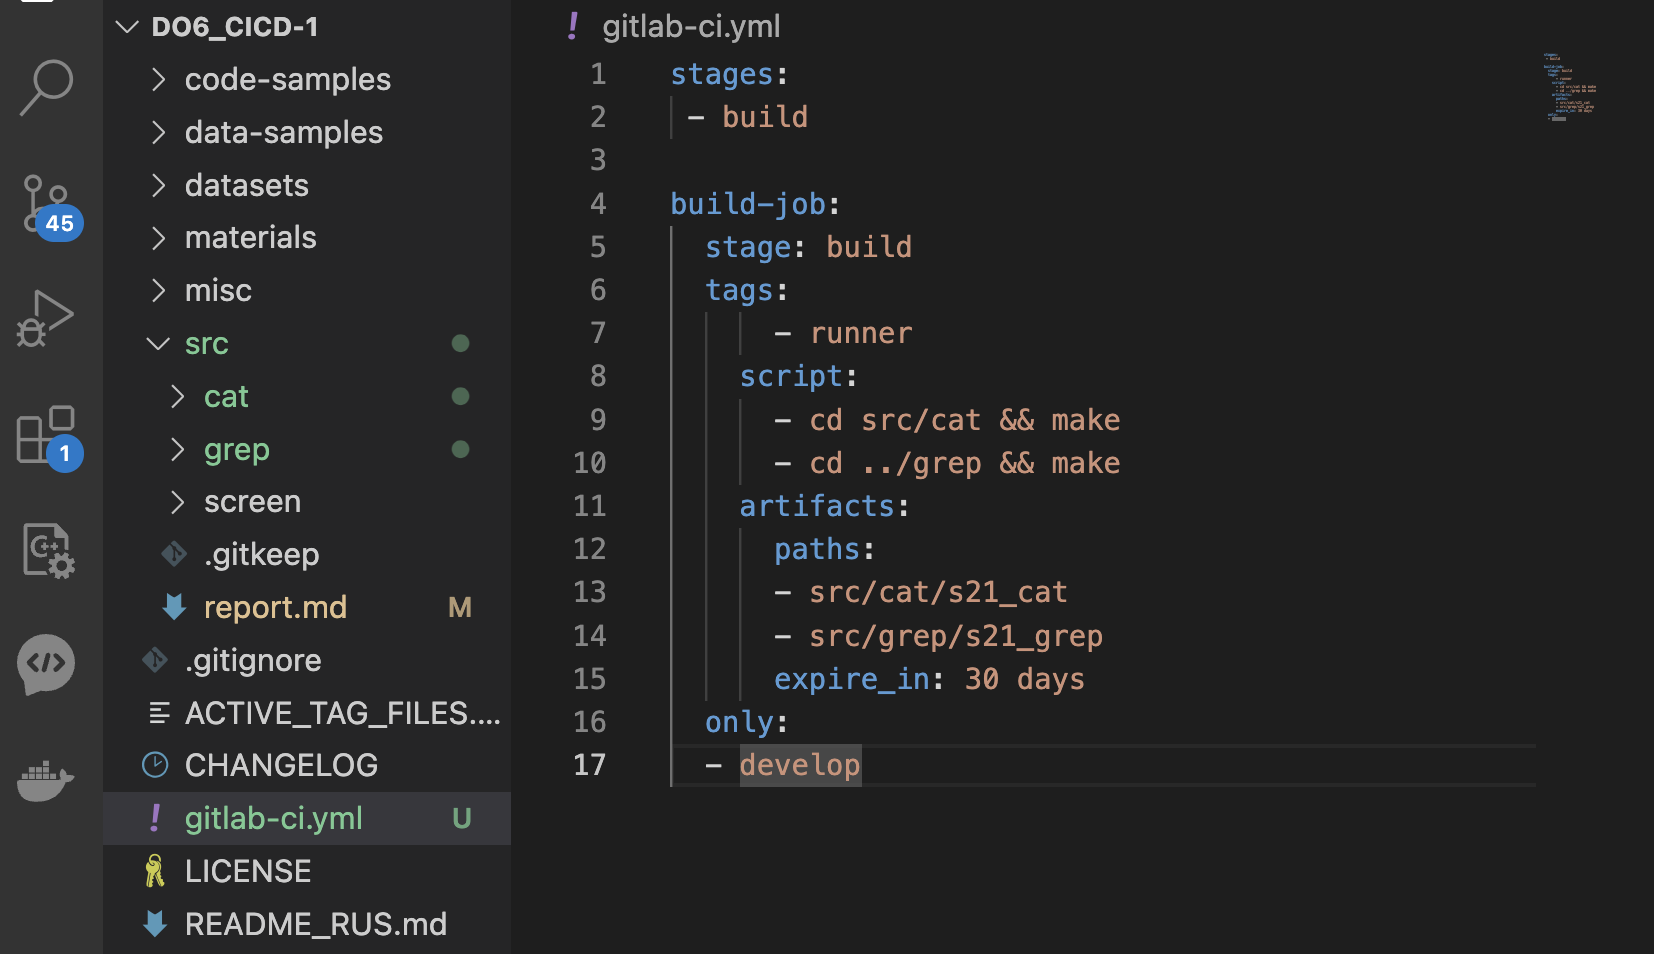 DO6_CICD-1
code-samples
data-samples
datasets
materials
misc
src
cat
grep
screen
.gitkeep
report.md M
.gitignore
ACTIVE_TAG_FILES....
CHANGELOG
gitlab-ci.yml U
LICENSE
README_RUS.md
45
1
C++
</>
! gitlab-ci.yml
1 stages:
2 - build
3
4 build-job:
5 stage: build
6 tags:
7 - runner
8 script:
9 - cd src/cat && make
10 - cd ../grep && make
11 artifacts:
12 paths:
13 - src/cat/s21_cat
14 - src/grep/s21_grep
15 expire_in: 30 days
16 only:
17 - develop